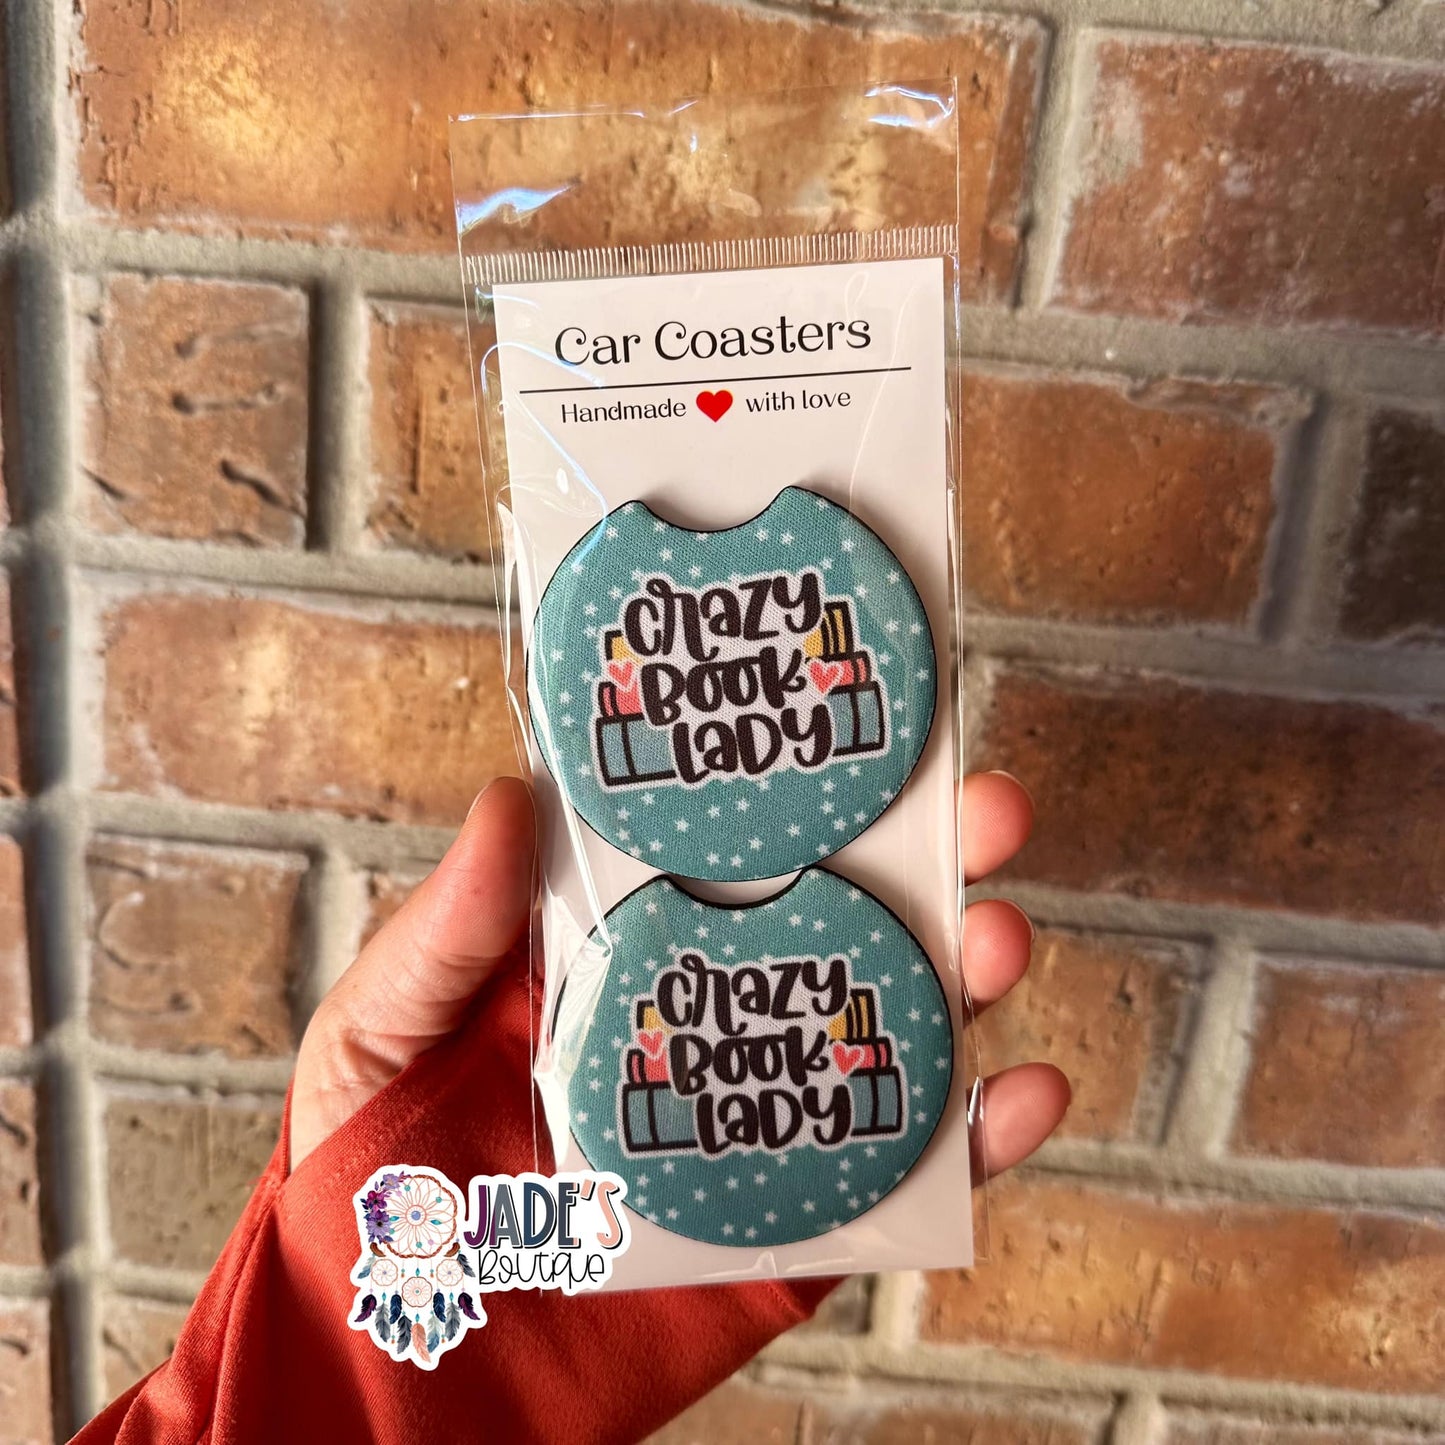 Car Coasters
Handmade ❤ with love
Crazy
Book
Lady
Crazy
Book
Lady
JADE'S
Boutique